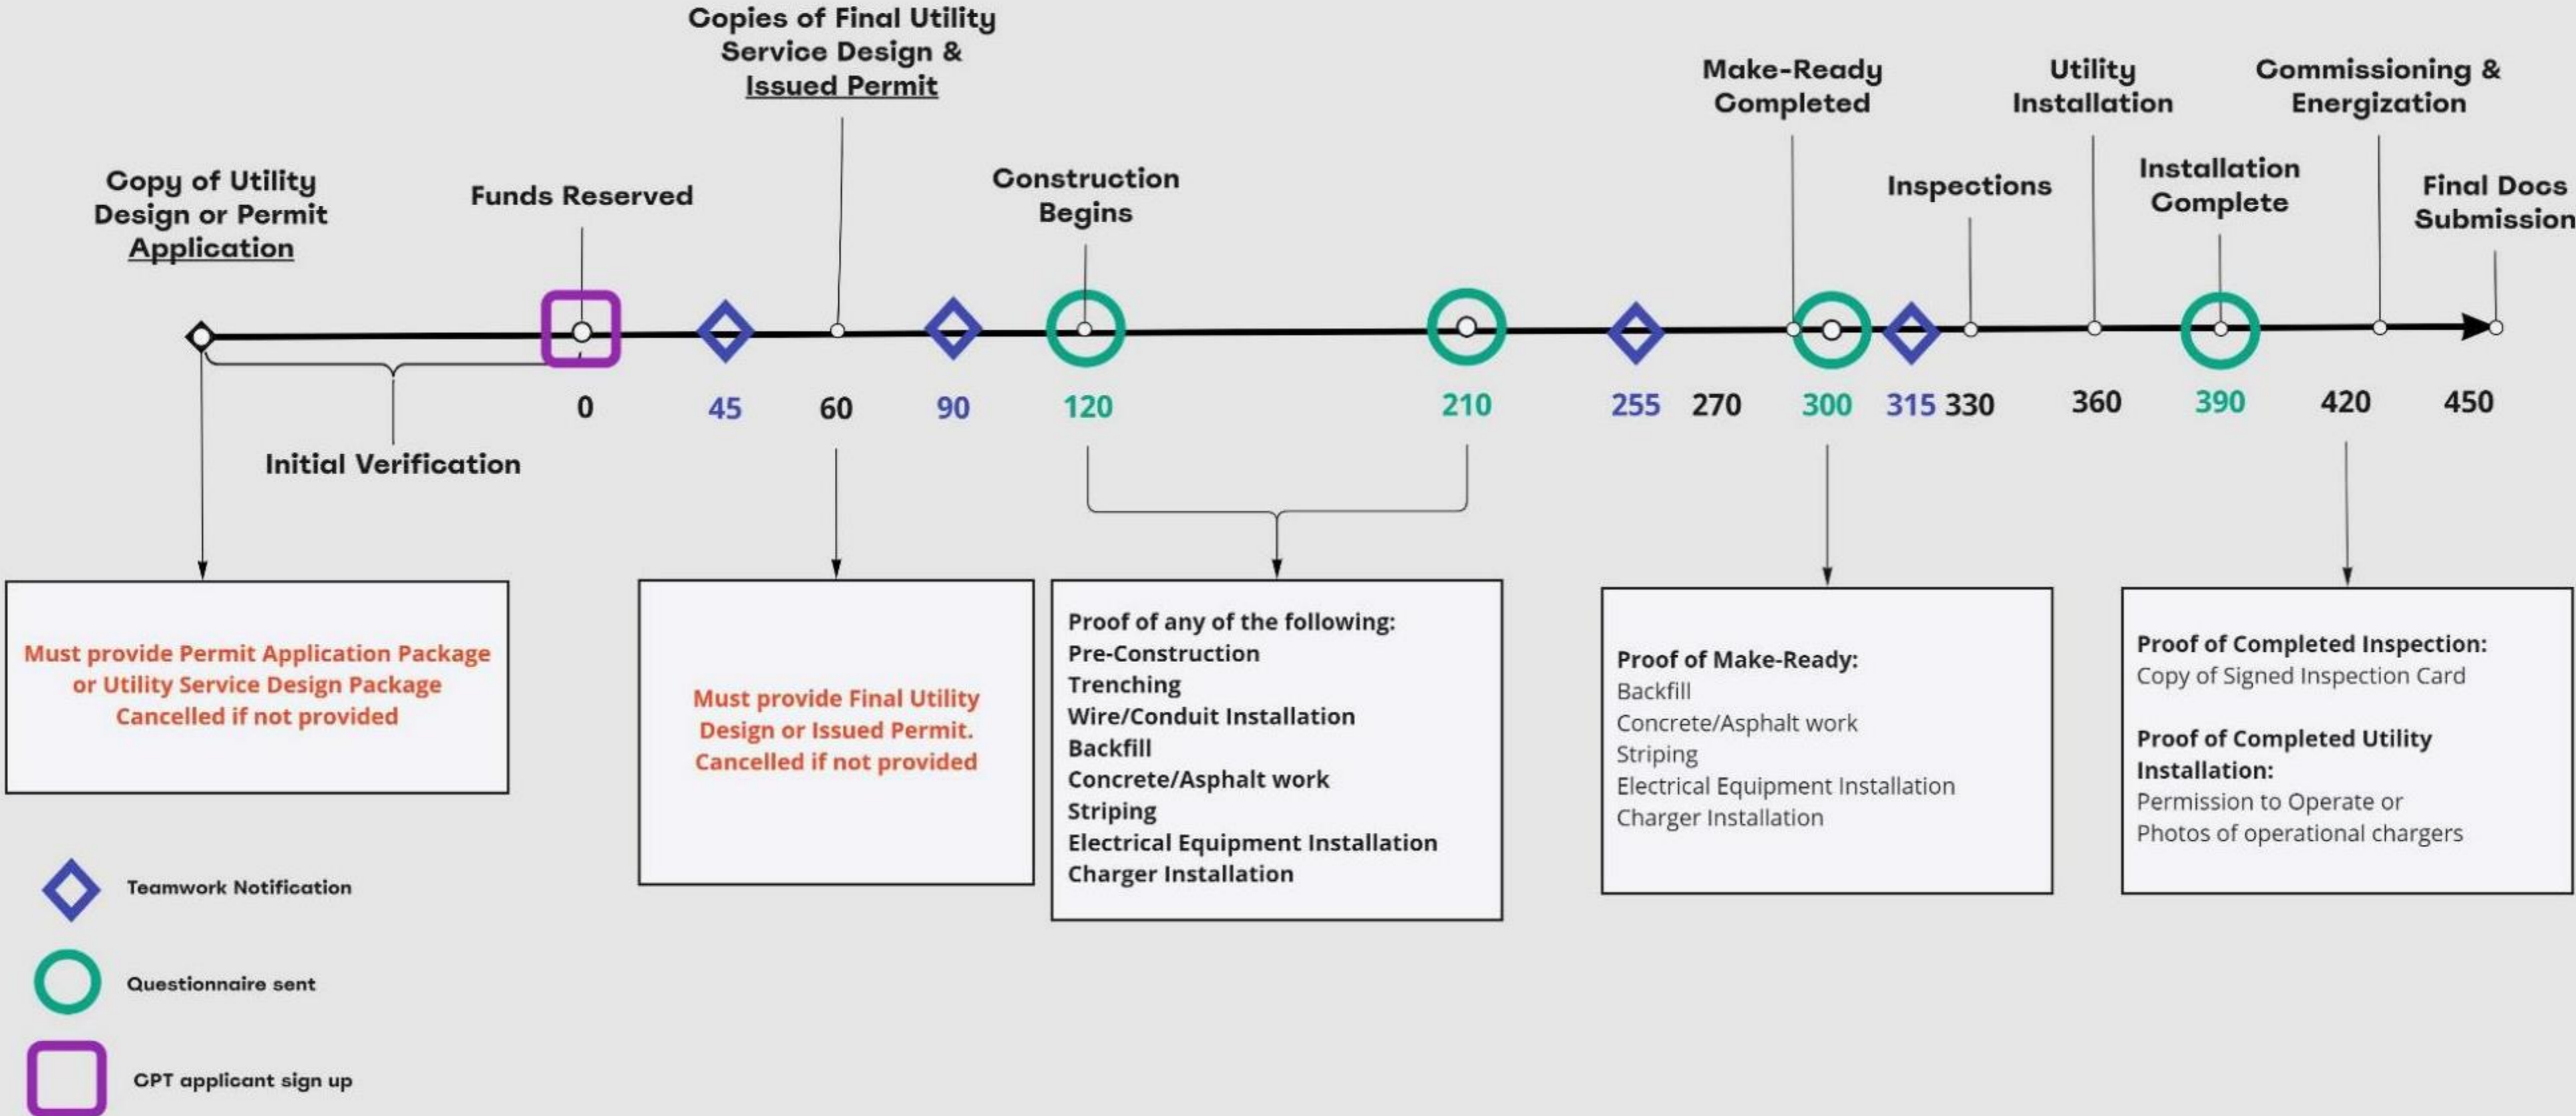 Copies of Final Utility
Service Design &
Issued Permit
Make-Ready
Completed
Utility
Installation
Commissioning &
Energization
Copy of Utility
Design or Permit
Application
Funds Reserved
Construction
Begins
Inspections
Installation
Complete
Final Docs
Submission
0
45
60
90
120
210
255
270
300
315
330
360
390
420
450
Initial Verification
Must provide Permit Application Package
or Utility Service Design Package
Cancelled if not provided
Must provide Final Utility
Design or Issued Permit.
Cancelled if not provided
Proof of any of the following:
Pre-Construction
Trenching
Wire/Conduit Installation
Backfill
Concrete/Asphalt work
Striping
Electrical Equipment Installation
Charger Installation
Proof of Make-Ready:
Backfill
Concrete/Asphalt work
Striping
Electrical Equipment Installation
Charger Installation
Proof of Completed Inspection:
Copy of Signed Inspection Card
Proof of Completed Utility
Installation:
Permission to Operate or
Photos of operational chargers
Teamwork Notification
Questionnaire sent
CPT applicant sign up